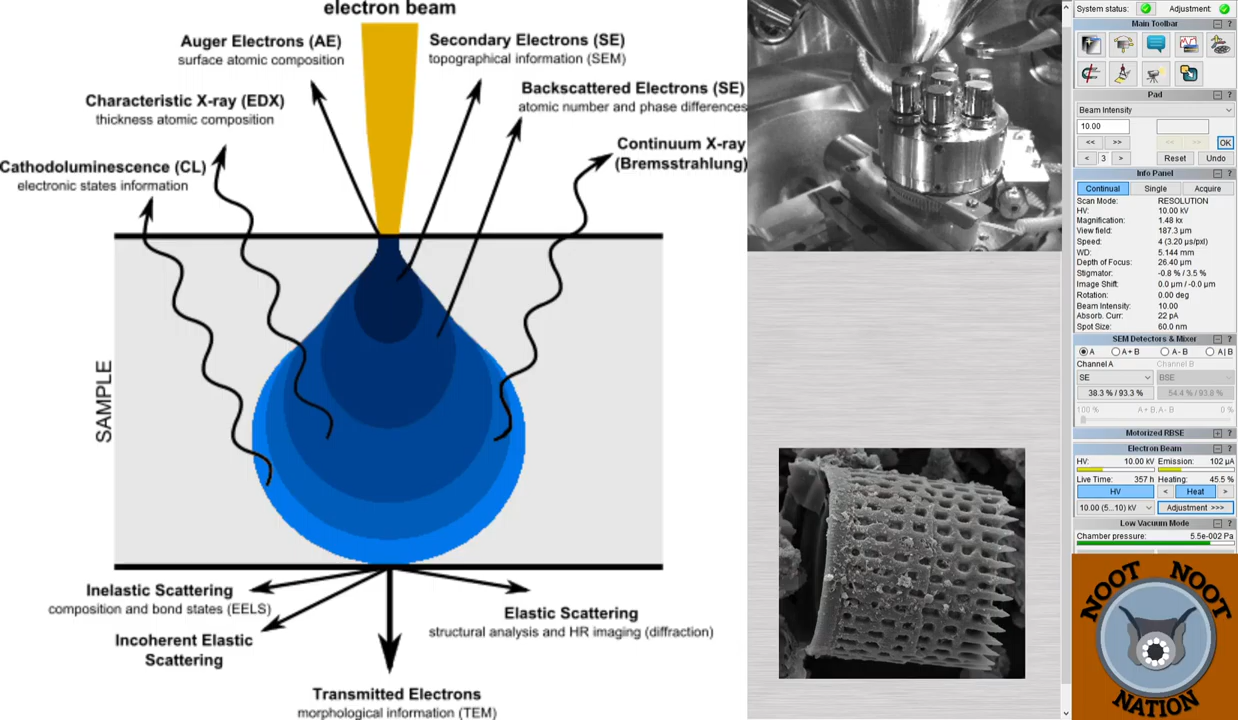 electron beam
Auger Electrons (AE)
surface atomic composition
Secondary Electrons (SE)
topographical information (SEM)
Backscattered Electrons (SE)
atomic number and phase differences
Characteristic X-ray (EDX)
thickness atomic composition
Continuum X-ray
(Bremsstrahlung)
Cathodoluminescence (CL)
electronic states information
SAMPLE
Inelastic Scattering
composition and bond states (EELS)
Incoherent Elastic
Scattering
Elastic Scattering
structural analysis and HR imaging (diffraction)
Transmitted Electrons
morphological information (TEM)
System status: Adjustment:
Main Toolbar
Pad
Beam Intensity
10.00
<< >> << >> OK
< 3 > Reset Undo
Info Panel
Continual Single Acquire
Scan Mode: RESOLUTION
HV: 10.00 kV
Magnification: 1.48 kx
View field: 187.3 µm
Speed: 4 (3.20 µs/pxl)
WD: 5.144 mm
Depth of Focus: 26.40 µm
Stigmator: -0.8 % / 3.5 %
Image Shift: 0.0 µm / -0.0 µm
Rotation: 0.00 deg
Beam Intensity: 10.00
Absorb. Curr: 22 pA
Spot Size: 60.0 nm
SEM Detectors & Mixer
A A + B A - B A | B
Channel A Channel B
SE BSE
38.3 % / 93.3 % 54.4 % / 93.8 %
100 % A + B A - B 0 %
Motorized RBSE
Electron Beam
HV: 10.00 kV Emission: 102 µA
Live Time: 357 h Heating: 45.5 %
HV < Heat >
10.00 (5...10) kV Adjustment >>>
Low Vacuum Mode
Chamber pressure: 5.5e-002 Pa
NOOT NOOT
NATION